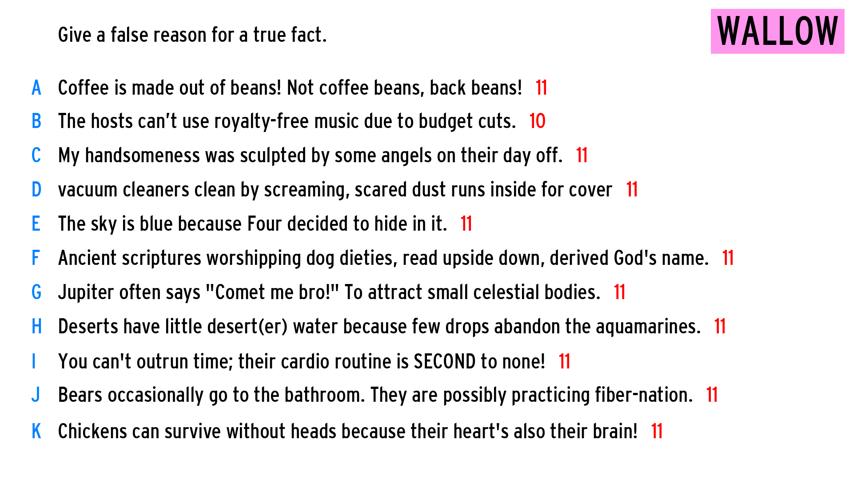 WALLOW
Give a false reason for a true fact.
A Coffee is made out of beans! Not coffee beans, back beans! 11
B The hosts can't use royalty-free music due to budget cuts. 10
C My handsomeness was sculpted by some angels on their day off. 11
D vacuum cleaners clean by screaming, scared dust runs inside for cover 11
E The sky is blue because Four decided to hide in it. 11
F Ancient scriptures worshipping dog dieties, read upside down, derived God's name. 11
G Jupiter often says "Comet me bro!" To attract small celestial bodies. 11
H Deserts have little desert(er) water because few drops abandon the aquamarines. 11
I You can't outrun time; their cardio routine is SECOND to none! 11
J Bears occasionally go to the bathroom. They are possibly practicing fiber-nation. 11
K Chickens can survive without heads because their heart's also their brain! 11